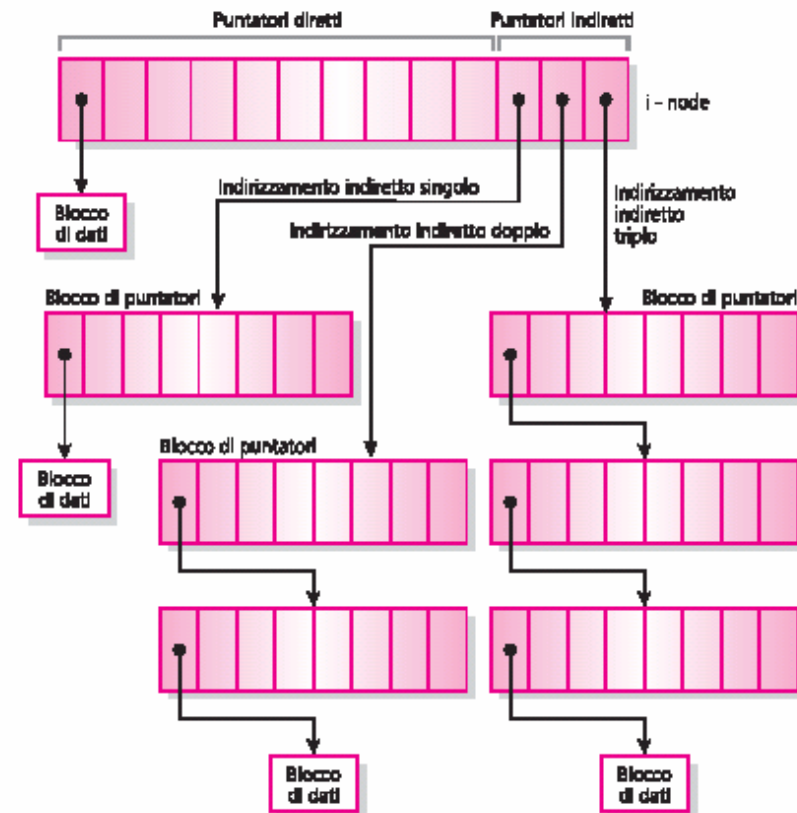 Puntatori diretti
Puntatori indiretti
i - node
Indirizzamento indiretto singolo
Indirizzamento
indiretto
triplo
Blocco
di dati
Indirizzamento indiretto doppio
Blocco di puntatori
Blocco di puntatori
Blocco di puntatori
Blocco
di dati
Blocco
di dati
Blocco
di dati